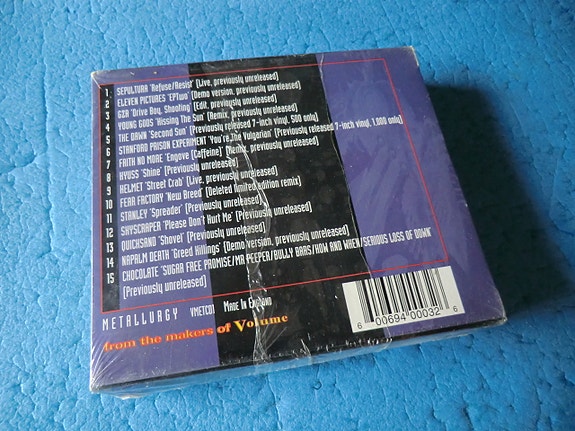 1 SEPULTURA 'Refuse/Resist' (Live, previously unreleased)
2 ELEVEN PICTURES 'EPTwo' (Demo version, previously unreleased)
3 GZR 'Drive Boy, Shooting' (Edit, previously unreleased)
4 YOUNG GODS 'Kissing The Sun' (Remix, previously unreleased)
5 THE DAWN 'Second Sun' (Previously released 7-inch vinyl, 500 only)
6 STANFORD PRISON EXPERIMENT 'You're The Vulgarian' (Previously released 7-inch vinyl, 1,000 only)
7 FAITH NO MORE 'Engove (Caffeine)' (Remix, previously unreleased)
8 KYUSS 'Shine' (Previously unreleased)
9 HELMET 'Street Crab' (Live, previously unreleased)
10 FEAR FACTORY 'New Breed' (Deleted limited edition remix)
11 STANLEY 'Spreader' (Previously unreleased)
12 SKYSCRAPER 'Please Don't Hurt Me' (Previously unreleased)
13 QUICKSAND 'Shovel' (Previously unreleased)
14 NAPALM DEATH 'Greed Killings' (Demo version, previously unreleased)
15 CHOCOLATE 'SUGAR FREE PROMISE/MR PEEPER/BULLY BARS/HOW AND WHEN/SERIOUS LOSS OF DOWN'
(Previously unreleased)
METALLURGY VMETCD1 MADE IN ENGLAND
from the makers of Volume
6 00694 00032 6